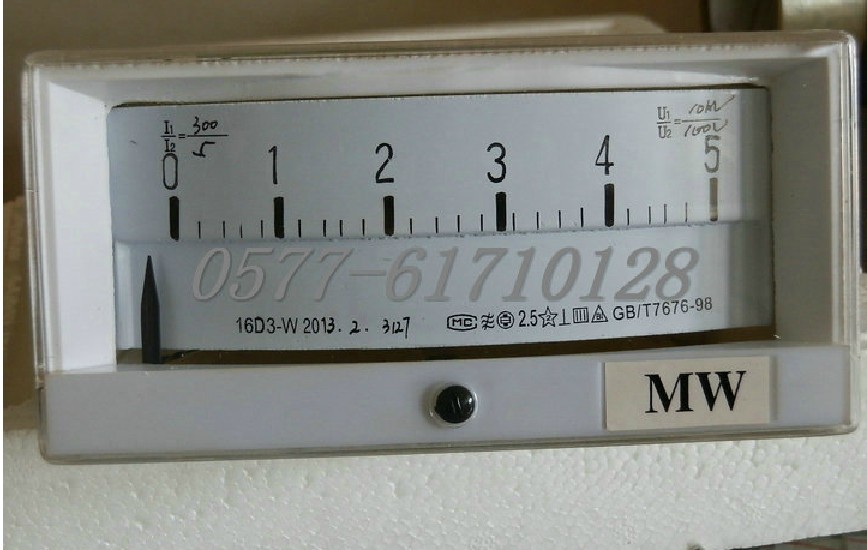 I₁/I₂=300/5
U₁/U₂=10kV/100V
0 1 2 3 4 5
0577-61710128
16D3-W 2013. 2. 3127
MC 2.5 GB/T7676-98
MW